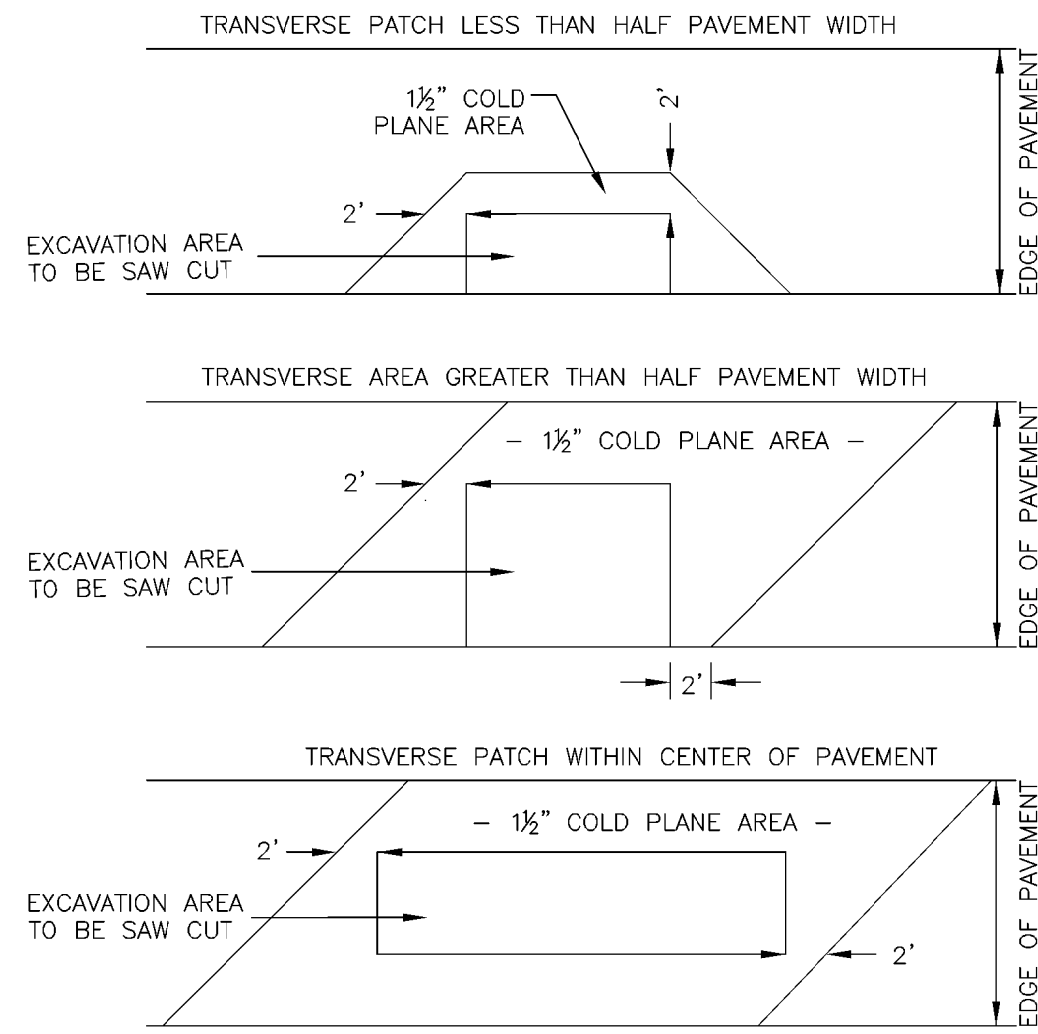 TRANSVERSE PATCH LESS THAN HALF PAVEMENT WIDTH
1½" COLD
PLANE AREA
2'
2'
EXCAVATION AREA
TO BE SAW CUT
EDGE OF PAVEMENT
TRANSVERSE AREA GREATER THAN HALF PAVEMENT WIDTH
– 1½" COLD PLANE AREA –
2'
EXCAVATION AREA
TO BE SAW CUT
2'
EDGE OF PAVEMENT
TRANSVERSE PATCH WITHIN CENTER OF PAVEMENT
– 1½" COLD PLANE AREA –
2'
EXCAVATION AREA
TO BE SAW CUT
2'
EDGE OF PAVEMENT